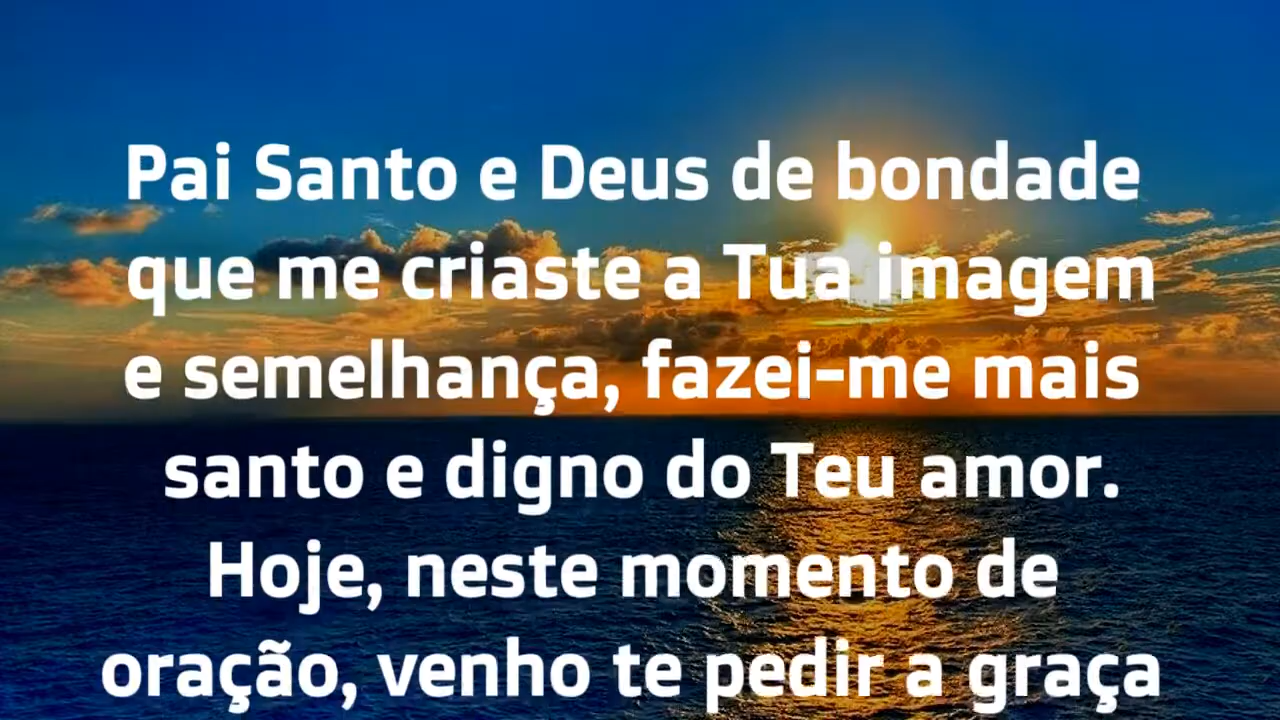 Pai Santo e Deus de bondade
que me criaste a Tua imagem
e semelhança, fazei-me mais
santo e digno do Teu amor.
Hoje, neste momento de
oração, venho te pedir a graça